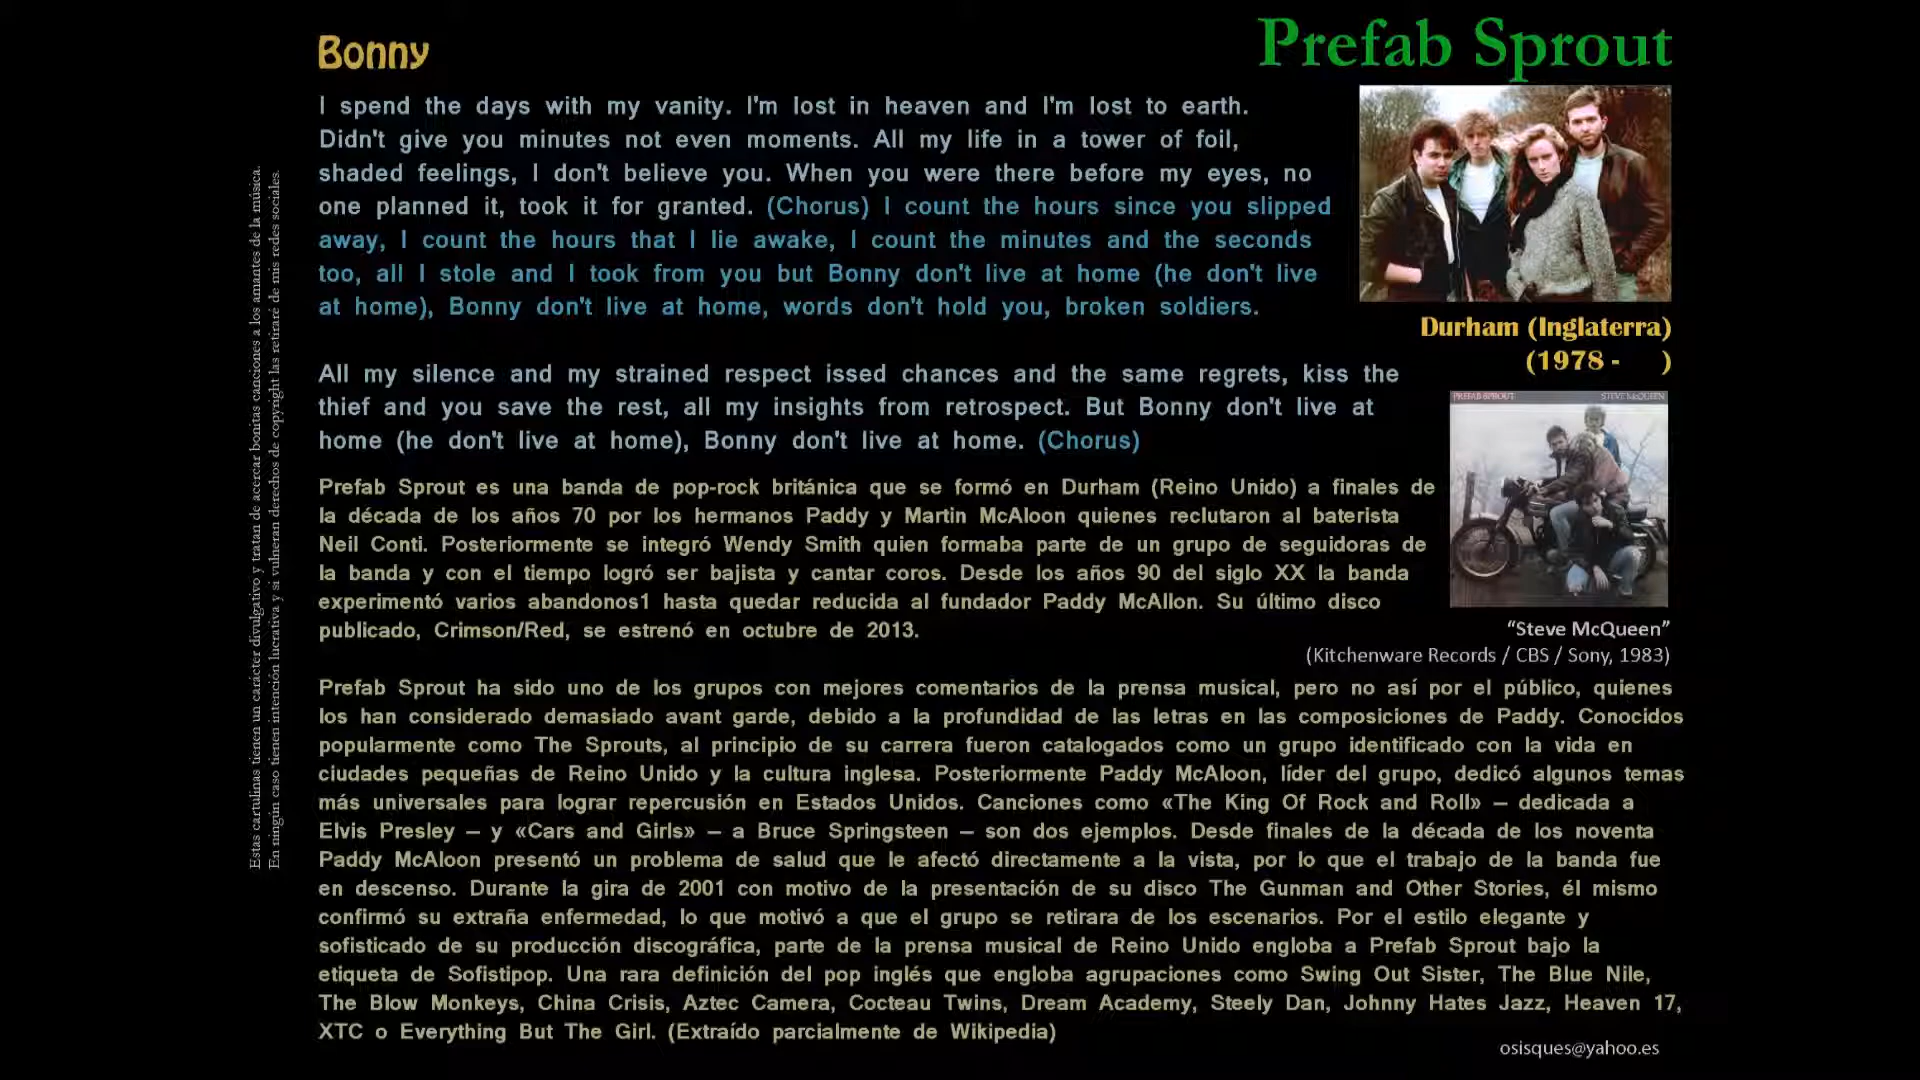 Bonny
Prefab Sprout
I spend the days with my vanity. I'm lost in heaven and I'm lost to earth.
Didn't give you minutes not even moments. All my life in a tower of foil,
shaded feelings, I don't believe you. When you were there before my eyes, no
one planned it, took it for granted. (Chorus) I count the hours since you slipped
away, I count the hours that I lie awake, I count the minutes and the seconds
too, all I stole and I took from you but Bonny don't live at home (he don't live
at home), Bonny don't live at home, words don't hold you, broken soldiers.
All my silence and my strained respect issed chances and the same regrets, kiss the
thief and you save the rest, all my insights from retrospect. But Bonny don't live at
home (he don't live at home), Bonny don't live at home. (Chorus)
Durham (Inglaterra)
(1978 - )
PREFAB SPROUT
STEVE McQUEEN
"Steve McQueen"
(Kitchenware Records / CBS / Sony, 1983)
Prefab Sprout es una banda de pop-rock británica que se formó en Durham (Reino Unido) a finales de
la década de los años 70 por los hermanos Paddy y Martin McAloon quienes reclutaron al baterista
Neil Conti. Posteriormente se integró Wendy Smith quien formaba parte de un grupo de seguidoras de
la banda y con el tiempo logró ser bajista y cantar coros. Desde los años 90 del siglo XX la banda
experimentó varios abandonos1 hasta quedar reducida al fundador Paddy McAllon. Su último disco
publicado, Crimson/Red, se estrenó en octubre de 2013.
Prefab Sprout ha sido uno de los grupos con mejores comentarios de la prensa musical, pero no así por el público, quienes
los han considerado demasiado avant garde, debido a la profundidad de las letras en las composiciones de Paddy. Conocidos
popularmente como The Sprouts, al principio de su carrera fueron catalogados como un grupo identificado con la vida en
ciudades pequeñas de Reino Unido y la cultura inglesa. Posteriormente Paddy McAloon, líder del grupo, dedicó algunos temas
más universales para lograr repercusión en Estados Unidos. Canciones como «The King Of Rock and Roll» – dedicada a
Elvis Presley – y «Cars and Girls» – a Bruce Springsteen – son dos ejemplos. Desde finales de la década de los noventa
Paddy McAloon presentó un problema de salud que le afectó directamente a la vista, por lo que el trabajo de la banda fue
en descenso. Durante la gira de 2001 con motivo de la presentación de su disco The Gunman and Other Stories, él mismo
confirmó su extraña enfermedad, lo que motivó a que el grupo se retirara de los escenarios. Por el estilo elegante y
sofisticado de su producción discográfica, parte de la prensa musical de Reino Unido engloba a Prefab Sprout bajo la
etiqueta de Sofistipop. Una rara definición del pop inglés que engloba agrupaciones como Swing Out Sister, The Blue Nile,
The Blow Monkeys, China Crisis, Aztec Camera, Cocteau Twins, Dream Academy, Steely Dan, Johnny Hates Jazz, Heaven 17,
XTC o Everything But The Girl. (Extraído parcialmente de Wikipedia)
osisques@yahoo.es
Estas cartulinas tienen un carácter divulgativo y tratan de acercar bonitas canciones a los amantes de la música.
En ningún caso tienen intención lucrativa y si vulneran derechos de copyright las retiraré de mis redes sociales.